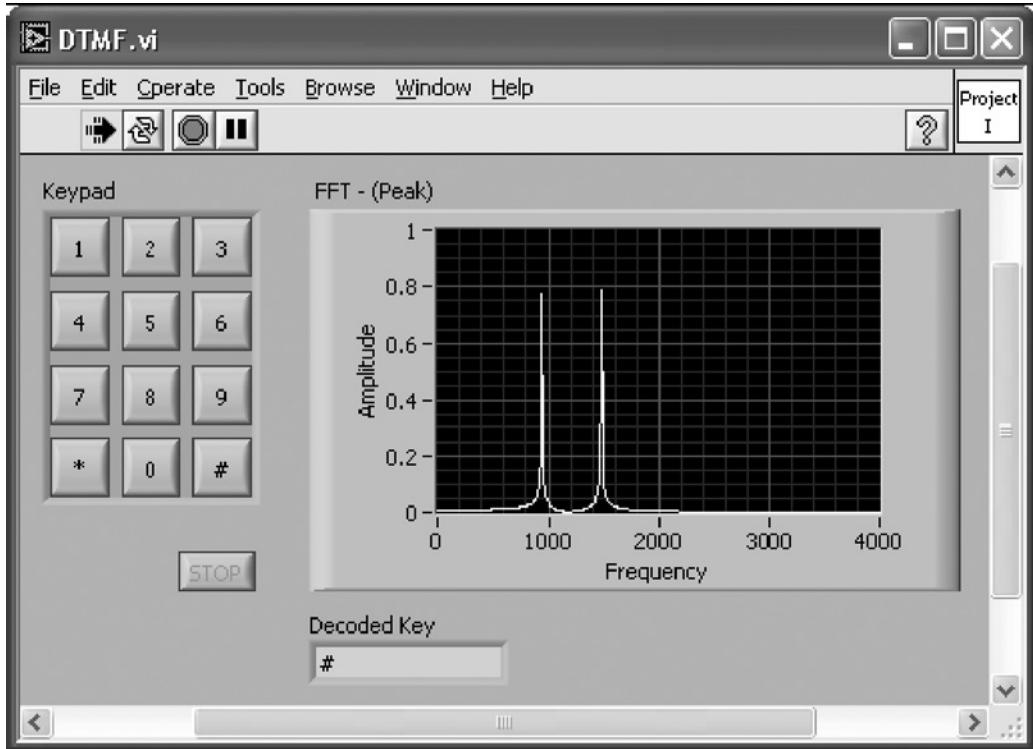 DTMF.vi
File Edit Operate Tools Browse Window Help
Project
I
Keypad
1 2 3
4 5 6
7 8 9
* 0 #
STOP
FFT - (Peak)
1
0.8
0.6
0.4
0.2
0
Amplitude
0 1000 2000 3000 4000
Frequency
Decoded Key
#